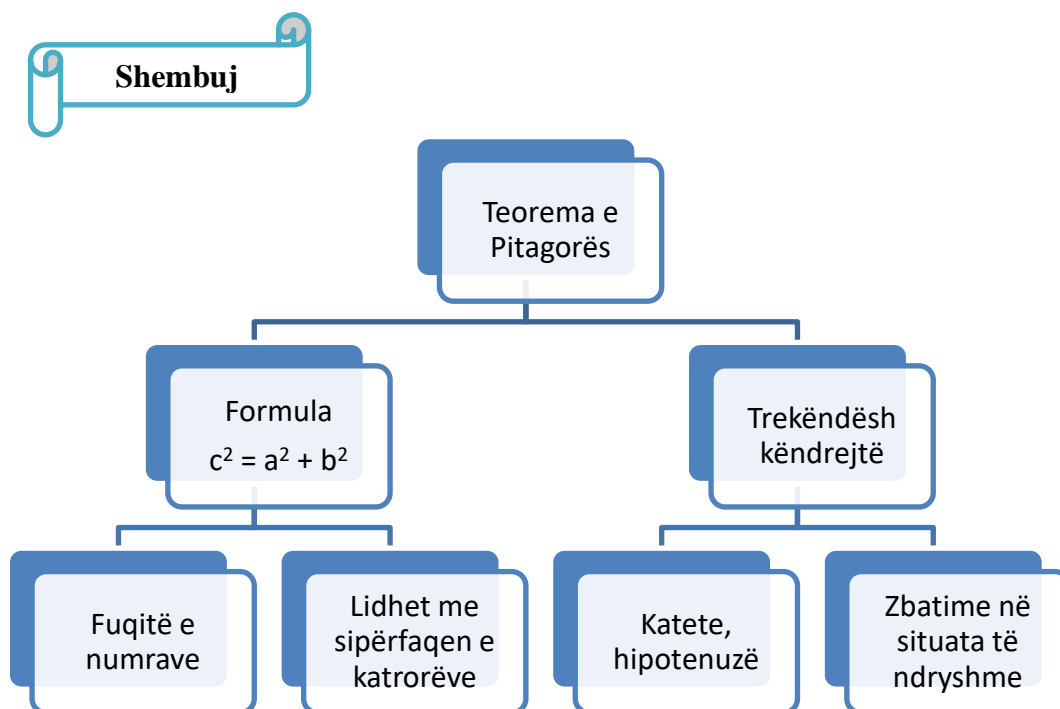 Shembuj
Teorema e
Pitagorës
Formula
c² = a² + b²
Trekëndësh
këndrejtë
Fuqitë e
numrave
Lidhet me
sipërfaqen e
katrorëve
Katete,
hipotenuzë
Zbatime në
situata të
ndryshme